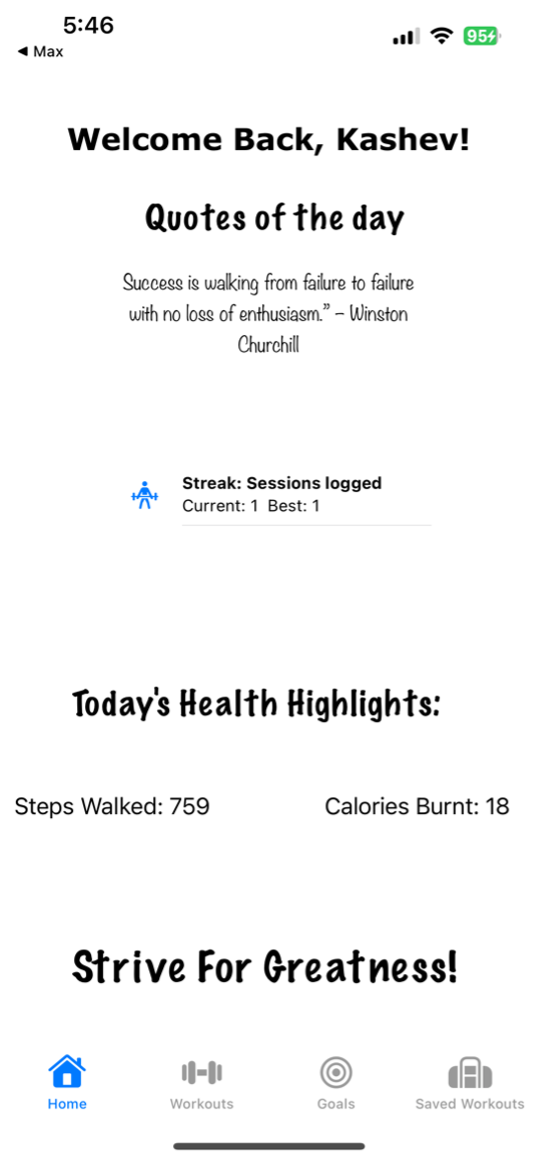 5:46
95
◀ Max
Welcome Back, Kashev!
Quotes of the day
Success is walking from failure to failure
with no loss of enthusiasm.” – Winston
Churchill
Streak: Sessions logged
Current: 1  Best: 1
Today's Health Highlights:
Steps Walked: 759
Calories Burnt: 18
Strive For Greatness!
Home
Workouts
Goals
Saved Workouts